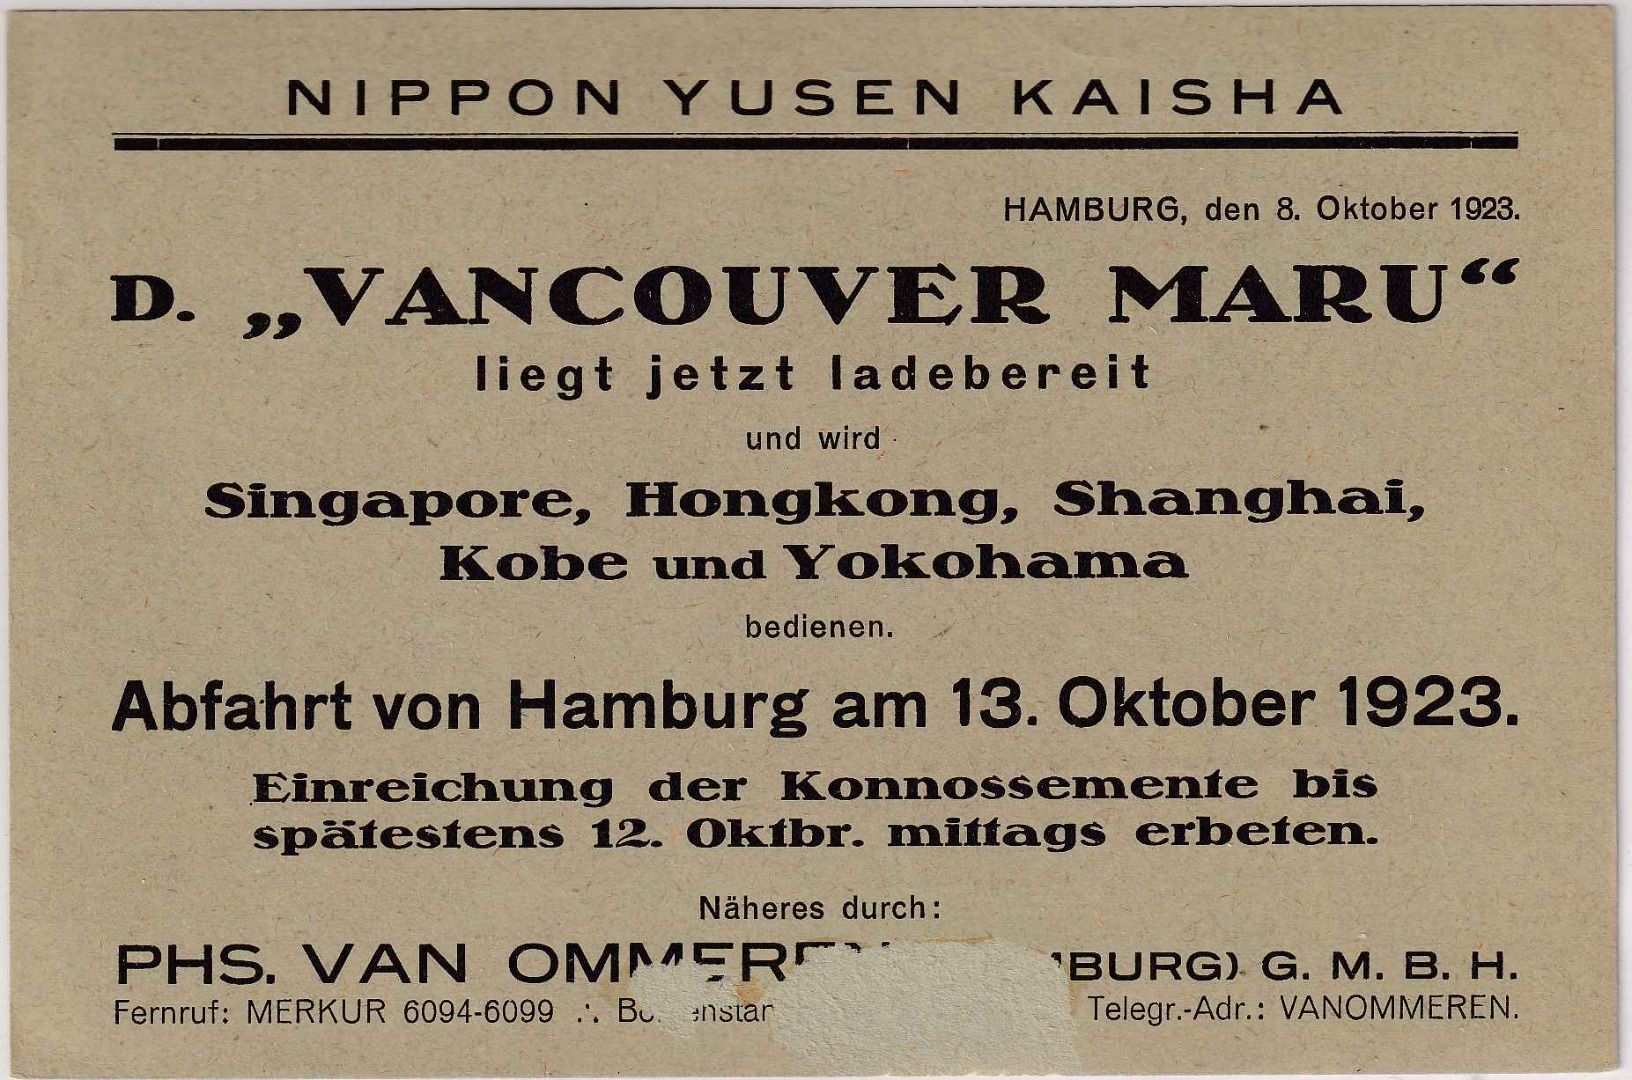 NIPPON YUSEN KAISHA
HAMBURG, den 8. Oktober 1923.
D. „VANCOUVER MARU“
liegt jetzt ladebereit
und wird
Singapore, Hongkong, Shanghai,
Kobe und Yokohama
bedienen.
Abfahrt von Hamburg am 13. Oktober 1923.
Einreichung der Konnossemente bis
spätestens 12. Oktbr. mittags erbeten.
Näheres durch:
PHS. VAN OMMEREN BURG) G. M. B. H.
Fernruf: MERKUR 6094-6099 ∴ Telegr.-Adr.: VANOMMEREN.